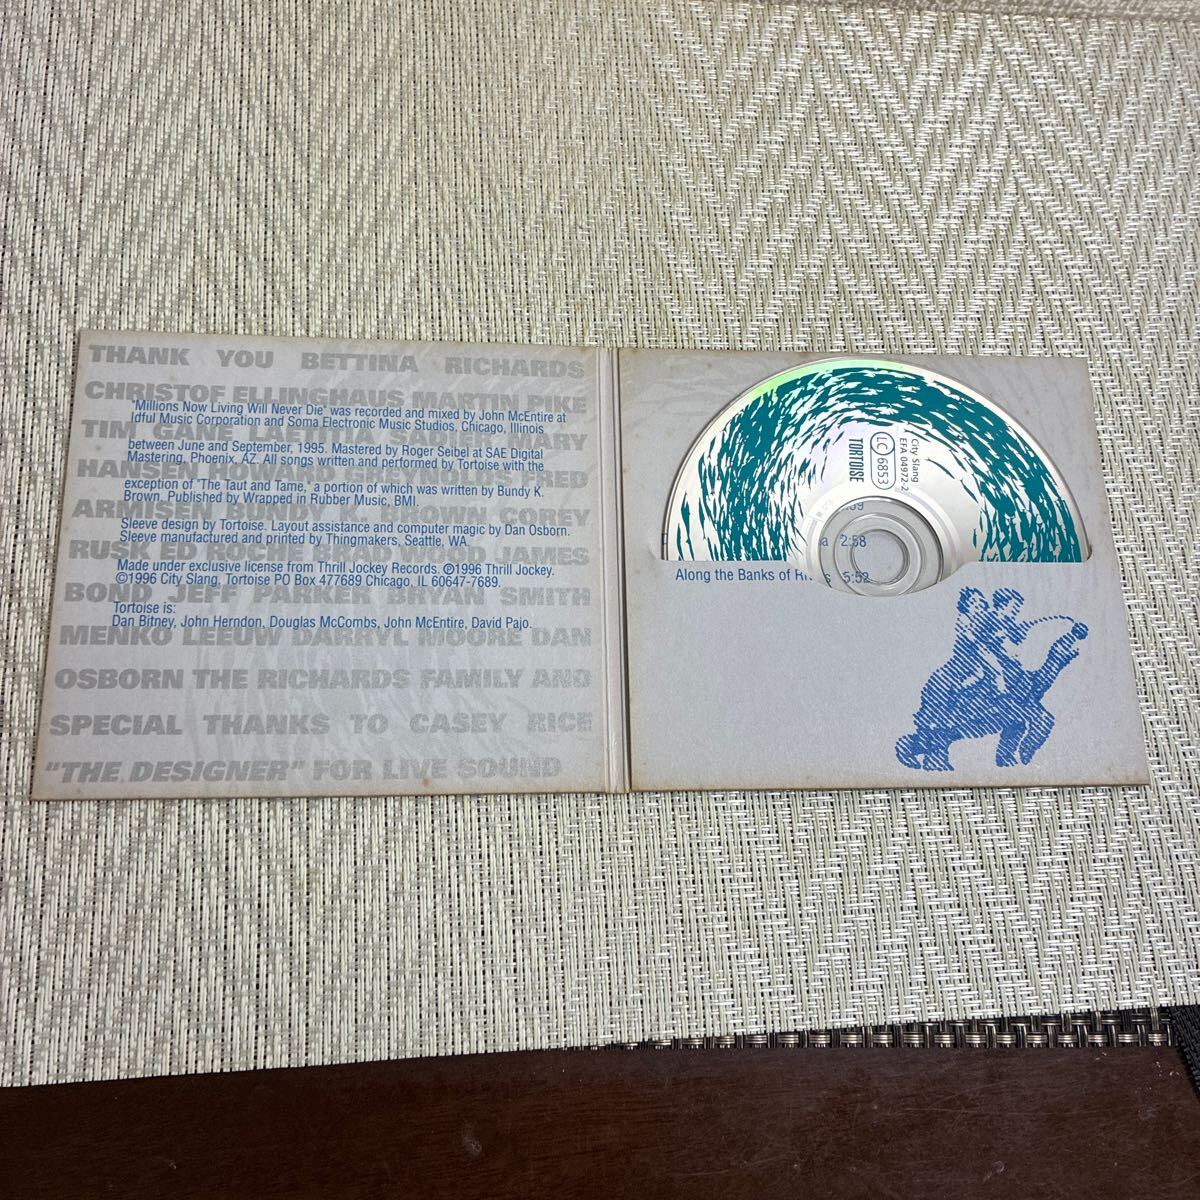 THANK YOU BETTINA RICHARDS
CHRISTOF ELLINGHAUS MARTIN PIKE
'Millions Now Living Will Never Die' was recorded and mixed by John McEntire at
Idful Music Corporation and Soma Electronic Music Studios, Chicago, Illinois
TIM GANE LAETITIA SADIER MARY
between June and September, 1995. Mastered by Roger Seibel at SAE Digital
Mastering, Phoenix, AZ. All songs written and performed by Tortoise with the
HANSEN REYNOLDS FRED
exception of "The Taut and Tame," a portion of which was written by Bundy K.
Brown. Published by Wrapped in Rubber Music, BMI.
ARMISEN BUNDY K. BROWN COREY
Sleeve design by Tortoise. Layout assistance and computer magic by Dan Osborn.
Sleeve manufactured and printed by Thingmakers, Seattle, WA.
RUSK ED ROCHE BRAD WOOD JAMES
Made under exclusive license from Thrill Jockey Records. ℗1996 Thrill Jockey.
©1996 City Slang, Tortoise PO Box 477689 Chicago, IL 60647-7689.
BOND JEFF PARKER BRYAN SMITH
Tortoise is:
Dan Bitney, John Herndon, Douglas McCombs, John McEntire, David Pajo.
MENKO LEEUW DARRYL MOORE DAN
OSBORN THE RICHARDS FAMILY AND
SPECIAL THANKS TO CASEY RICE
"THE DESIGNER" FOR LIVE SOUND
City Slang
EFA 04972-2
LC 6853
TORTOISE
2:58
Along the Banks of 5:52